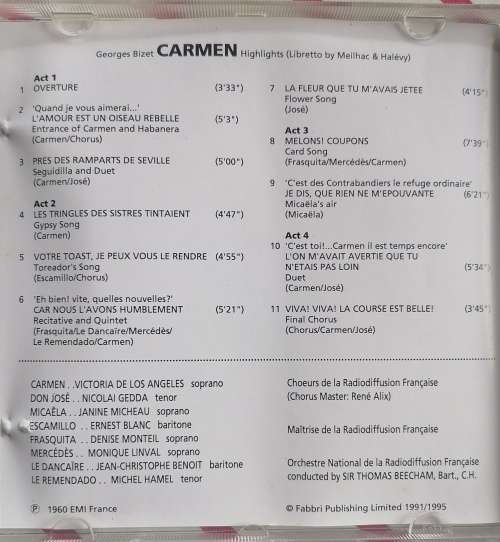 Georges Bizet CARMEN Highlights (Libretto by Meilhac & Halévy)
Act 1
1 OVERTURE (3'33")
2 'Quand je vous aimerai...'
L'AMOUR EST UN OISEAU REBELLE (5'3")
Entrance of Carmen and Habanera
(Carmen/Chorus)
3 PRES DES RAMPARTS DE SEVILLE (5'00")
Seguidilla and Duet
(Carmen/José)
Act 2
4 LES TRINGLES DES SISTRES TINTAIENT (4'47")
Gypsy Song
(Carmen)
5 VOTRE TOAST, JE PEUX VOUS LE RENDRE (4'55")
Toreador's Song
(Escamillo/Chorus)
6 'Eh bien! vite, quelles nouvelles?'
CAR NOUS L'AVONS HUMBLEMENT (5'21")
Recitative and Quintet
(Frasquita/Le Dancaïre/Mercédès/
Le Remendado/Carmen)
7 LA FLEUR QUE TU M'AVAIS JETEE (4'15")
Flower Song
(José)
Act 3
8 MELONS! COUPONS (7'39")
Card Song
(Frasquita/Mercédès/Carmen)
9 'C'est des Contrabandiers le refuge ordinaire'
JE DIS, QUE RIEN NE M'EPOUVANTE (6'21")
Micaëla's air
(Micaëla)
Act 4
10 'C'est toi!...Carmen il est temps encore'
L'ON M'AVAIT AVERTIE QUE TU
N'ETAIS PAS LOIN (5'34")
Duet
(Carmen/José)
11 VIVA! VIVA! LA COURSE EST BELLE! (3'45")
Final Chorus
(Chorus/Carmen/José)
CARMEN . . VICTORIA DE LOS ANGELES soprano
DON JOSÉ . . NICOLAI GEDDA tenor
MICAËLA . . JANINE MICHEAU soprano
ESCAMILLO . . ERNEST BLANC baritone
FRASQUITA . . DENISE MONTEIL soprano
MERCÉDÈS . . MONIQUE LINVAL soprano
LE DANCAÏRE . . JEAN-CHRISTOPHE BENOIT baritone
LE REMENDADO . . MICHEL HAMEL tenor
℗ 1960 EMI France
Choeurs de la Radiodiffusion Française
(Chorus Master: René Alix)
Maîtrise de la Radiodiffusion Française
Orchestre National de la Radiodiffusion Française
conducted by SIR THOMAS BEECHAM, Bart., C.H.
© Fabbri Publishing Limited 1991/1995